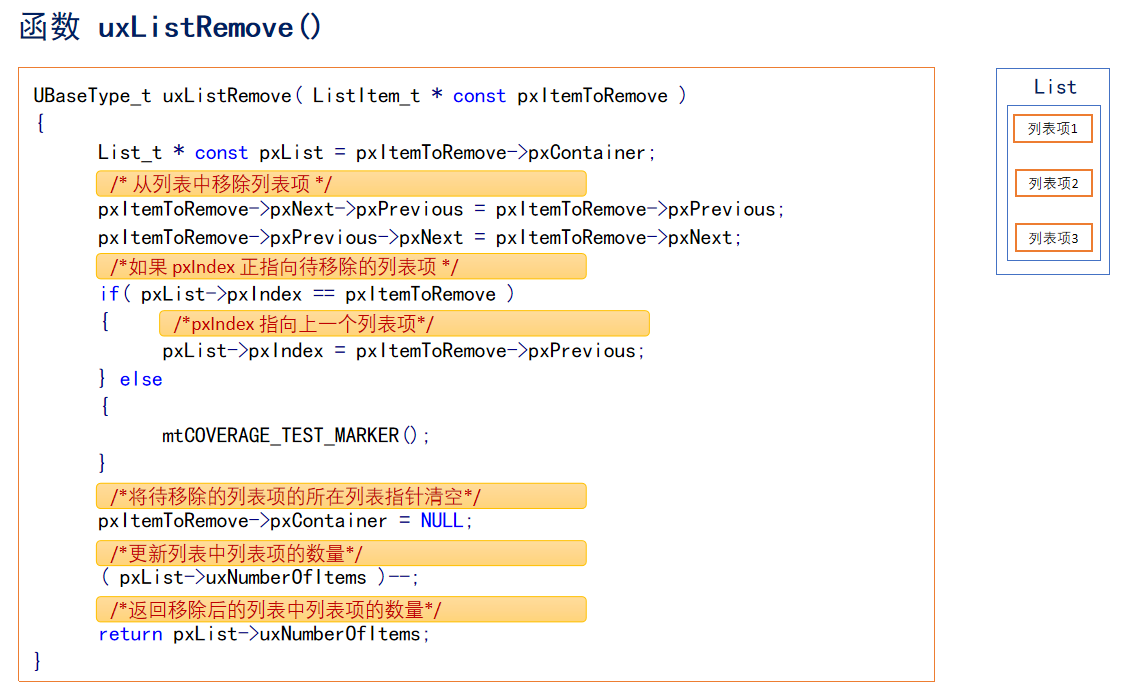 函数 uxListRemove()
UBaseType_t uxListRemove( ListItem_t * const pxItemToRemove )
{
List_t * const pxList = pxItemToRemove->pxContainer;
/* 从列表中移除列表项 */
pxItemToRemove->pxNext->pxPrevious = pxItemToRemove->pxPrevious;
pxItemToRemove->pxPrevious->pxNext = pxItemToRemove->pxNext;
/*如果 pxIndex 正指向待移除的列表项 */
if( pxList->pxIndex == pxItemToRemove )
{ /*pxIndex 指向上一个列表项*/
pxList->pxIndex = pxItemToRemove->pxPrevious;
} else
{
mtCOVERAGE_TEST_MARKER();
}
/*将待移除的列表项的所在列表指针清空*/
pxItemToRemove->pxContainer = NULL;
/*更新列表中列表项的数量*/
( pxList->uxNumberOfItems )--;
/*返回移除后的列表中列表项的数量*/
return pxList->uxNumberOfItems;
}
List
列表项1
列表项2
列表项3